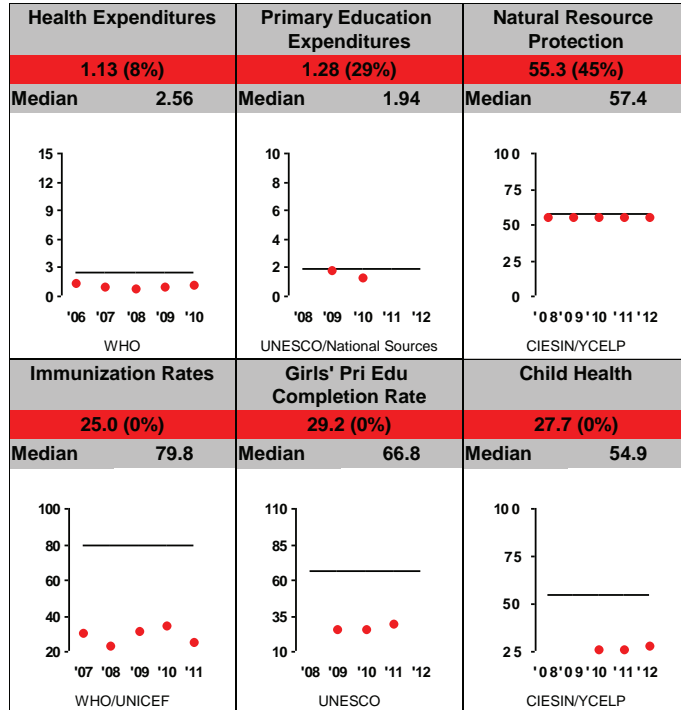 Health Expenditures
1.13 (8%)
Median 2.56
15
12
9
6
3
0
'06 '07 '08 '09 '10
WHO
Primary Education
Expenditures
1.28 (29%)
Median 1.94
10
8
6
4
2
0
'08 '09 '10 '11 '12
UNESCO/National Sources
Natural Resource
Protection
55.3 (45%)
Median 57.4
100
75
50
25
0
'08 '09 '10 '11 '12
CIESIN/YCELP
Immunization Rates
25.0 (0%)
Median 79.8
100
80
60
40
20
'07 '08 '09 '10 '11
WHO/UNICEF
Girls' Pri Edu
Completion Rate
29.2 (0%)
Median 66.8
110
85
60
35
10
'08 '09 '10 '11 '12
UNESCO
Child Health
27.7 (0%)
Median 54.9
100
75
50
25
'08 '09 '10 '11 '12
CIESIN/YCELP